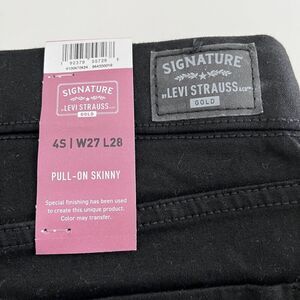 SIGNATURE
BY LEVI STRAUSS & CO.
GOLD
4S | W27 L28
PULL-ON SKINNY
Special finishing has been used
to create this unique product.
Color may transfer.
SIGNATURE
BY LEVI STRAUSS & CO.
GOLD